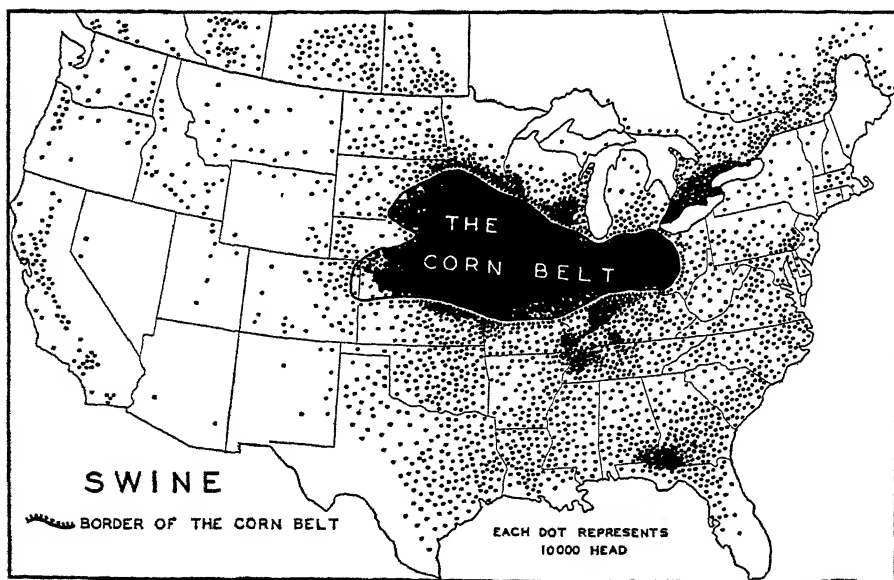 THE
CORN BELT
SWINE
BORDER OF THE CORN BELT
EACH DOT REPRESENTS
10000 HEAD